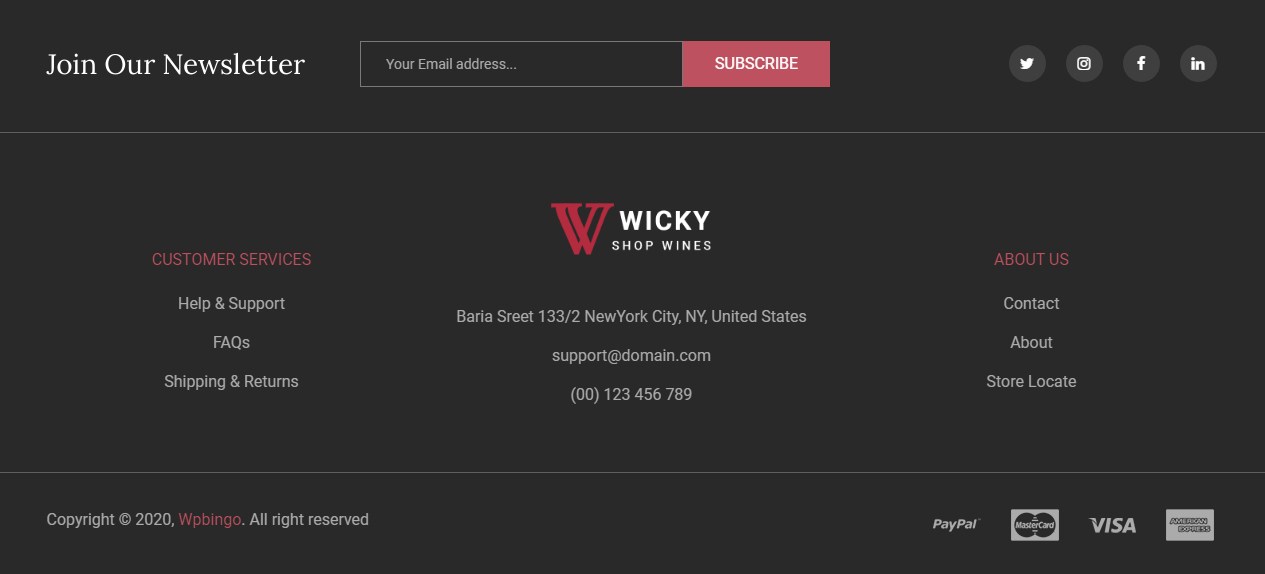 Join Our Newsletter
Your Email address...
SUBSCRIBE
WICKY
SHOP WINES
CUSTOMER SERVICES
Help & Support
FAQs
Shipping & Returns
Baria Sreet 133/2 NewYork City, NY, United States
support@domain.com
(00) 123 456 789
ABOUT US
Contact
About
Store Locate
Copyright © 2020, Wpbingo. All right reserved
PayPal
MasterCard
VISA
AMERICAN
EXPRESS